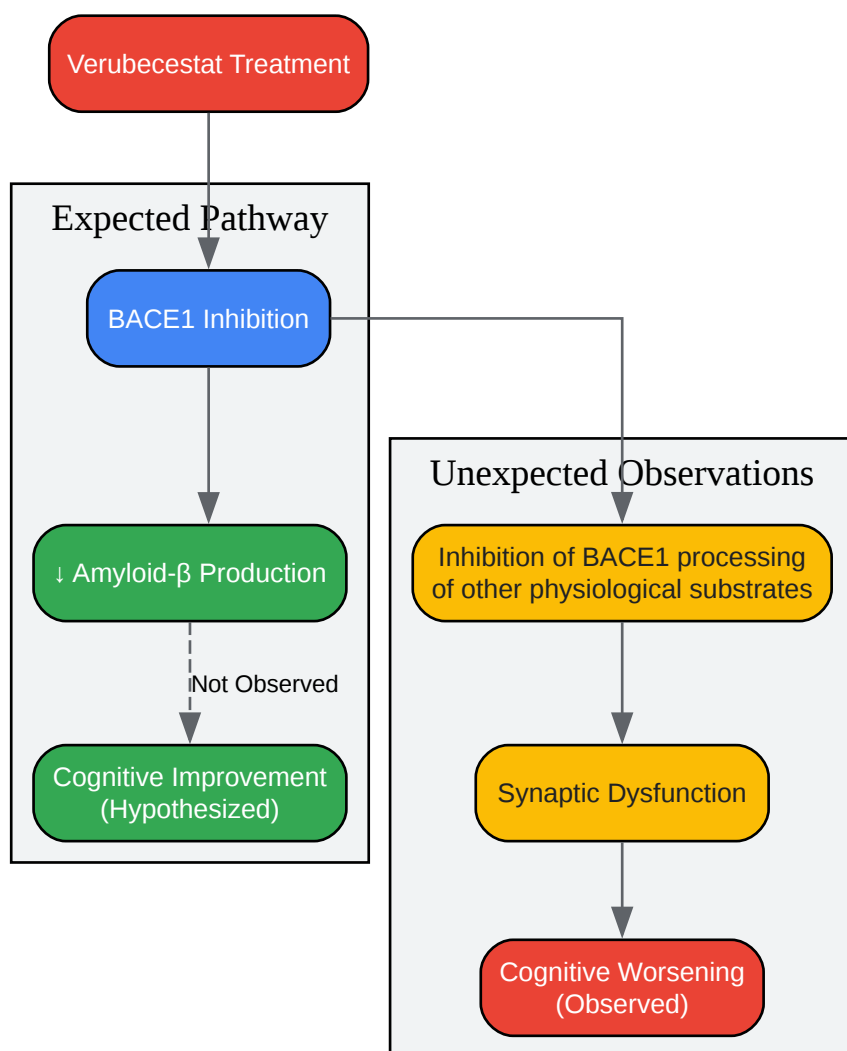 Verubecestat Treatment
Expected Pathway
BACE1 Inhibition
↓ Amyloid-β Production
Not Observed
Cognitive Improvement
(Hypothesized)
Unexpected Observations
Inhibition of BACE1 processing
of other physiological substrates
Synaptic Dysfunction
Cognitive Worsening
(Observed)